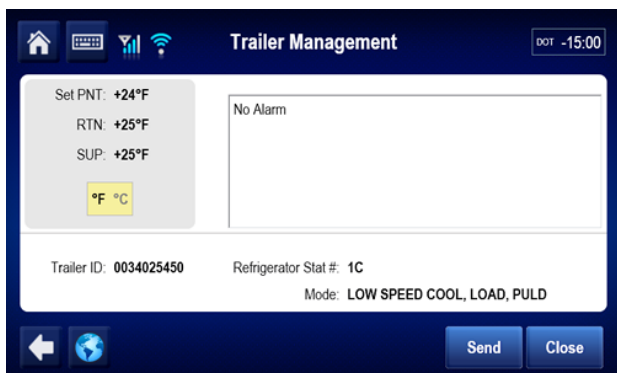 Trailer Management
DOT -15:00
Set PNT: +24°F
RTN: +25°F
SUP: +25°F
°F °C
No Alarm
Trailer ID: 0034025450
Refrigerator Stat #: 1C
Mode: LOW SPEED COOL, LOAD, PULD
Send
Close